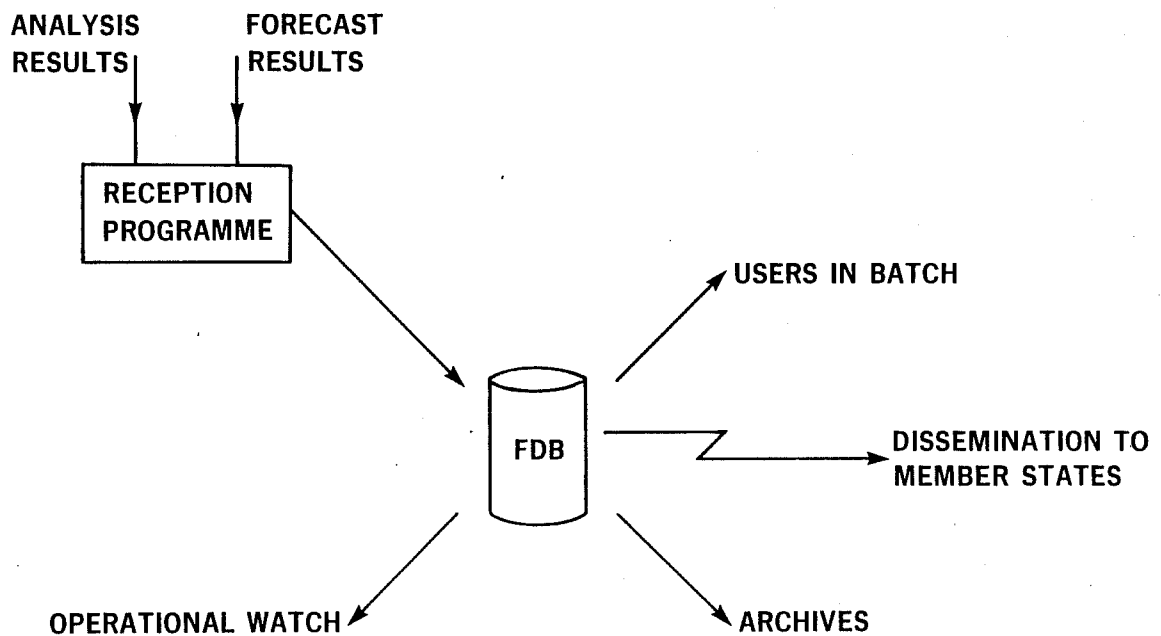 ANALYSIS
RESULTS
FORECAST
RESULTS
RECEPTION
PROGRAMME
USERS IN BATCH
FDB
DISSEMINATION TO
MEMBER STATES
OPERATIONAL WATCH
ARCHIVES